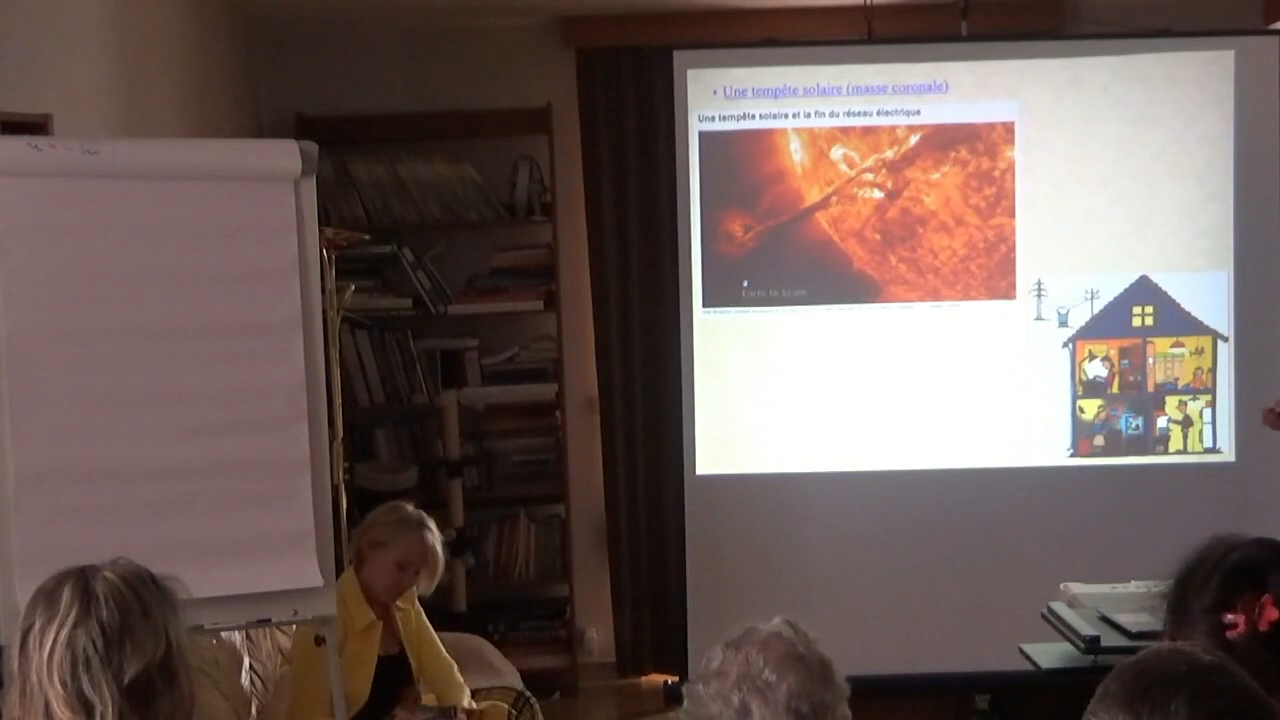 • Une tempête solaire (masse coronale)
Une tempête solaire et la fin du réseau électrique
Earth to Scale